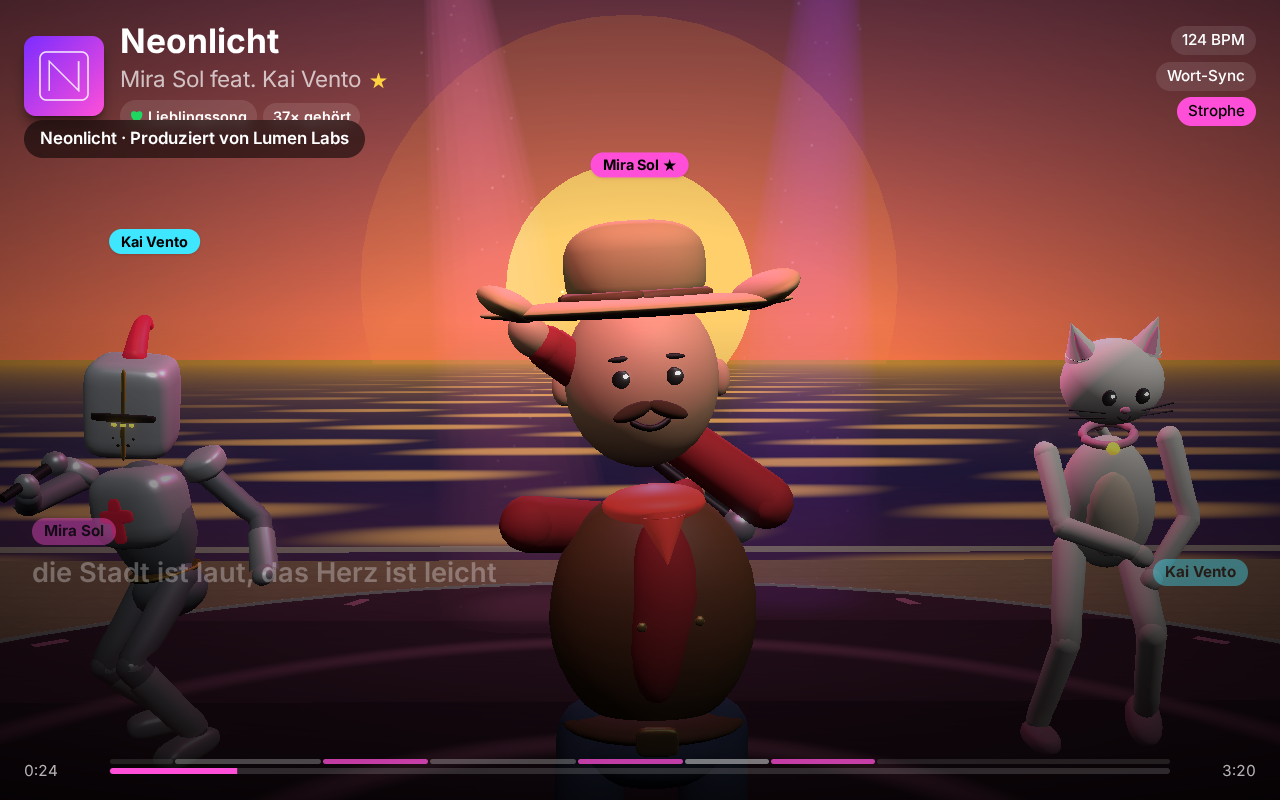 N
Neonlicht
Mira Sol feat. Kai Vento ★
Lieblingssong
37× gehört
Neonlicht · Produziert von Lumen Labs
124 BPM
Wort-Sync
Strophe
Mira Sol ★
Kai Vento
Mira Sol
die Stadt ist laut, das Herz ist leicht
Kai Vento
0:24
3:20